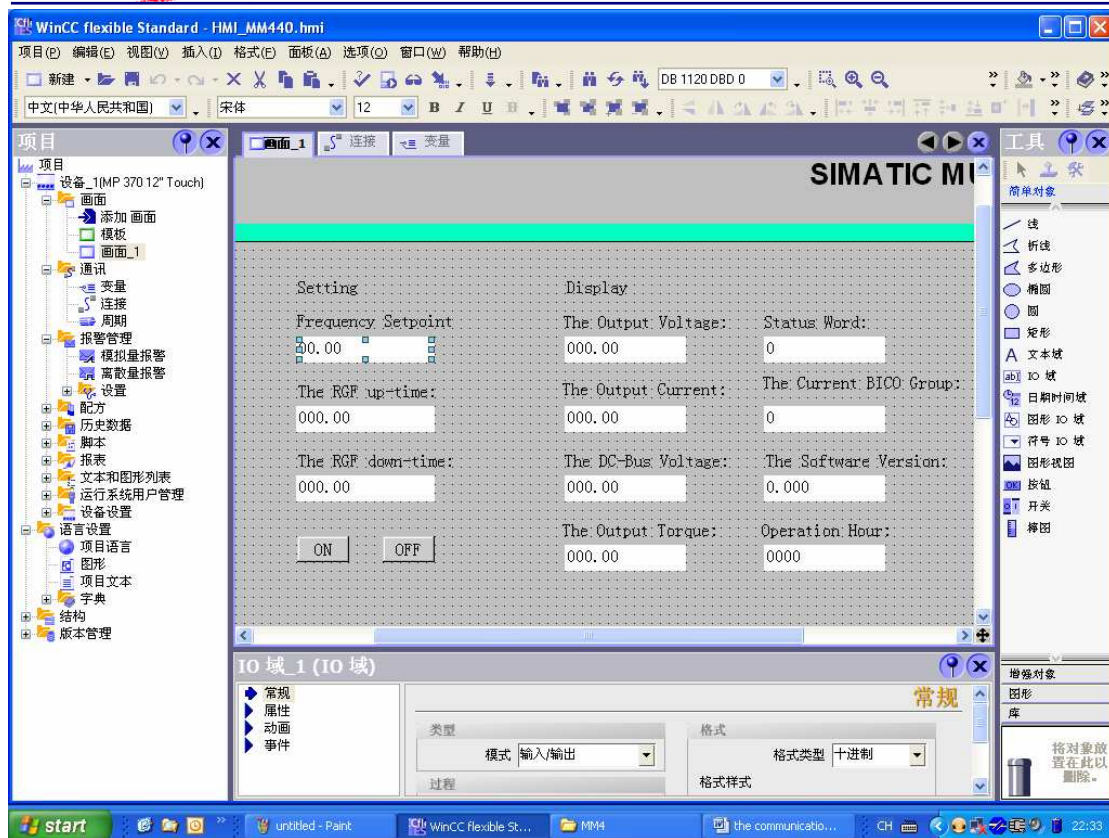 WinCC flexible Standard - HMI_MM440.hmi
项目(P) 编辑(E) 视图(V) 插入(I) 格式(F) 面板(A) 选项(O) 窗口(W) 帮助(H)
新建 DB 1120 DBD 0
中文(中华人民共和国) 宋体 12 B I U
项目
项目
设备_1(MP 370 12" Touch)
画面
添加 画面
模板
画面_1
通讯
变量
连接
周期
报警管理
模拟量报警
离散量报警
设置
配方
历史数据
脚本
报表
文本和图形列表
运行系统用户管理
设备设置
语言设置
项目语言
图形
项目文本
字典
结构
版本管理
画面_1 连接 变量
SIMATIC MU
Setting Display
Frequency Setpoint The Output Voltage: Status Word:
00.00 000.00 0
The RGF up-time: The Output Current: The Current BICO Group:
000.00 000.00 0
The RGF down-time: The DC-Bus Voltage: The Software Version:
000.00 000.00 0.000
The Output Torque: Operation Hour:
ON OFF 000.00 0000
IO 域_1 (IO 域)
常规
属性
动画
事件
常规
类型 格式
模式 输入/输出 格式类型 十进制
过程 格式样式
工具
简单对象
线
折线
多边形
椭圆
圆
矩形
A 文本域
IO 域
日期时间域
图形 IO 域
符号 IO 域
图形视图
OK 按钮
开关
棒图
增强对象
图形
库
将对象放
置在此以
删除。
start untitled - Paint WinCC flexible St... MM4 the communicatio... CH 22:33